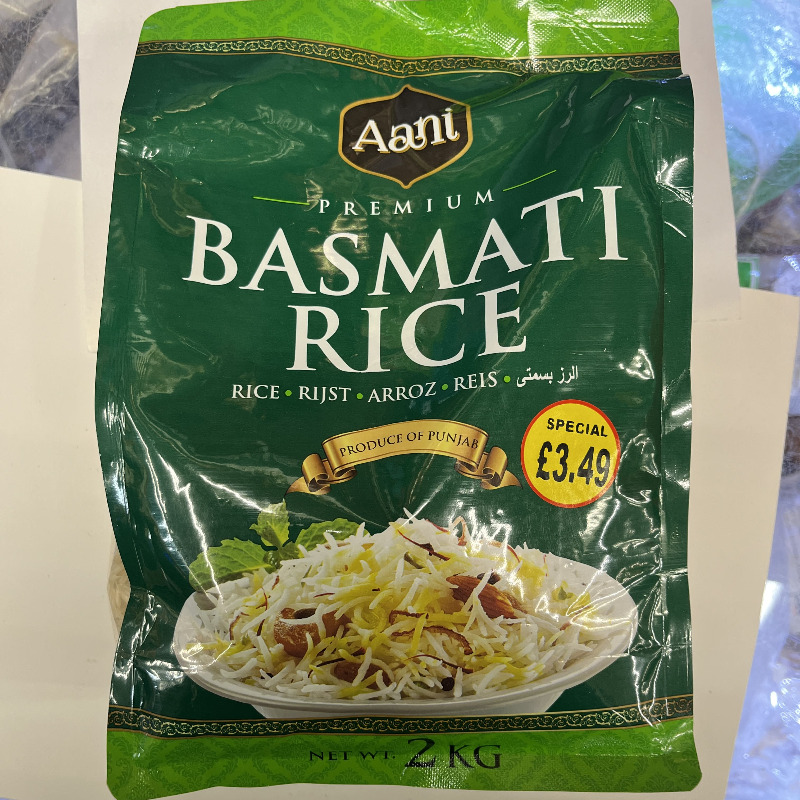 Aani
PREMIUM
BASMATI
RICE
RICE • RIJST • ARROZ • REIS • الرز بسمتى
PRODUCE OF PUNJAB
SPECIAL
£3.49
NET WT. 2 KG